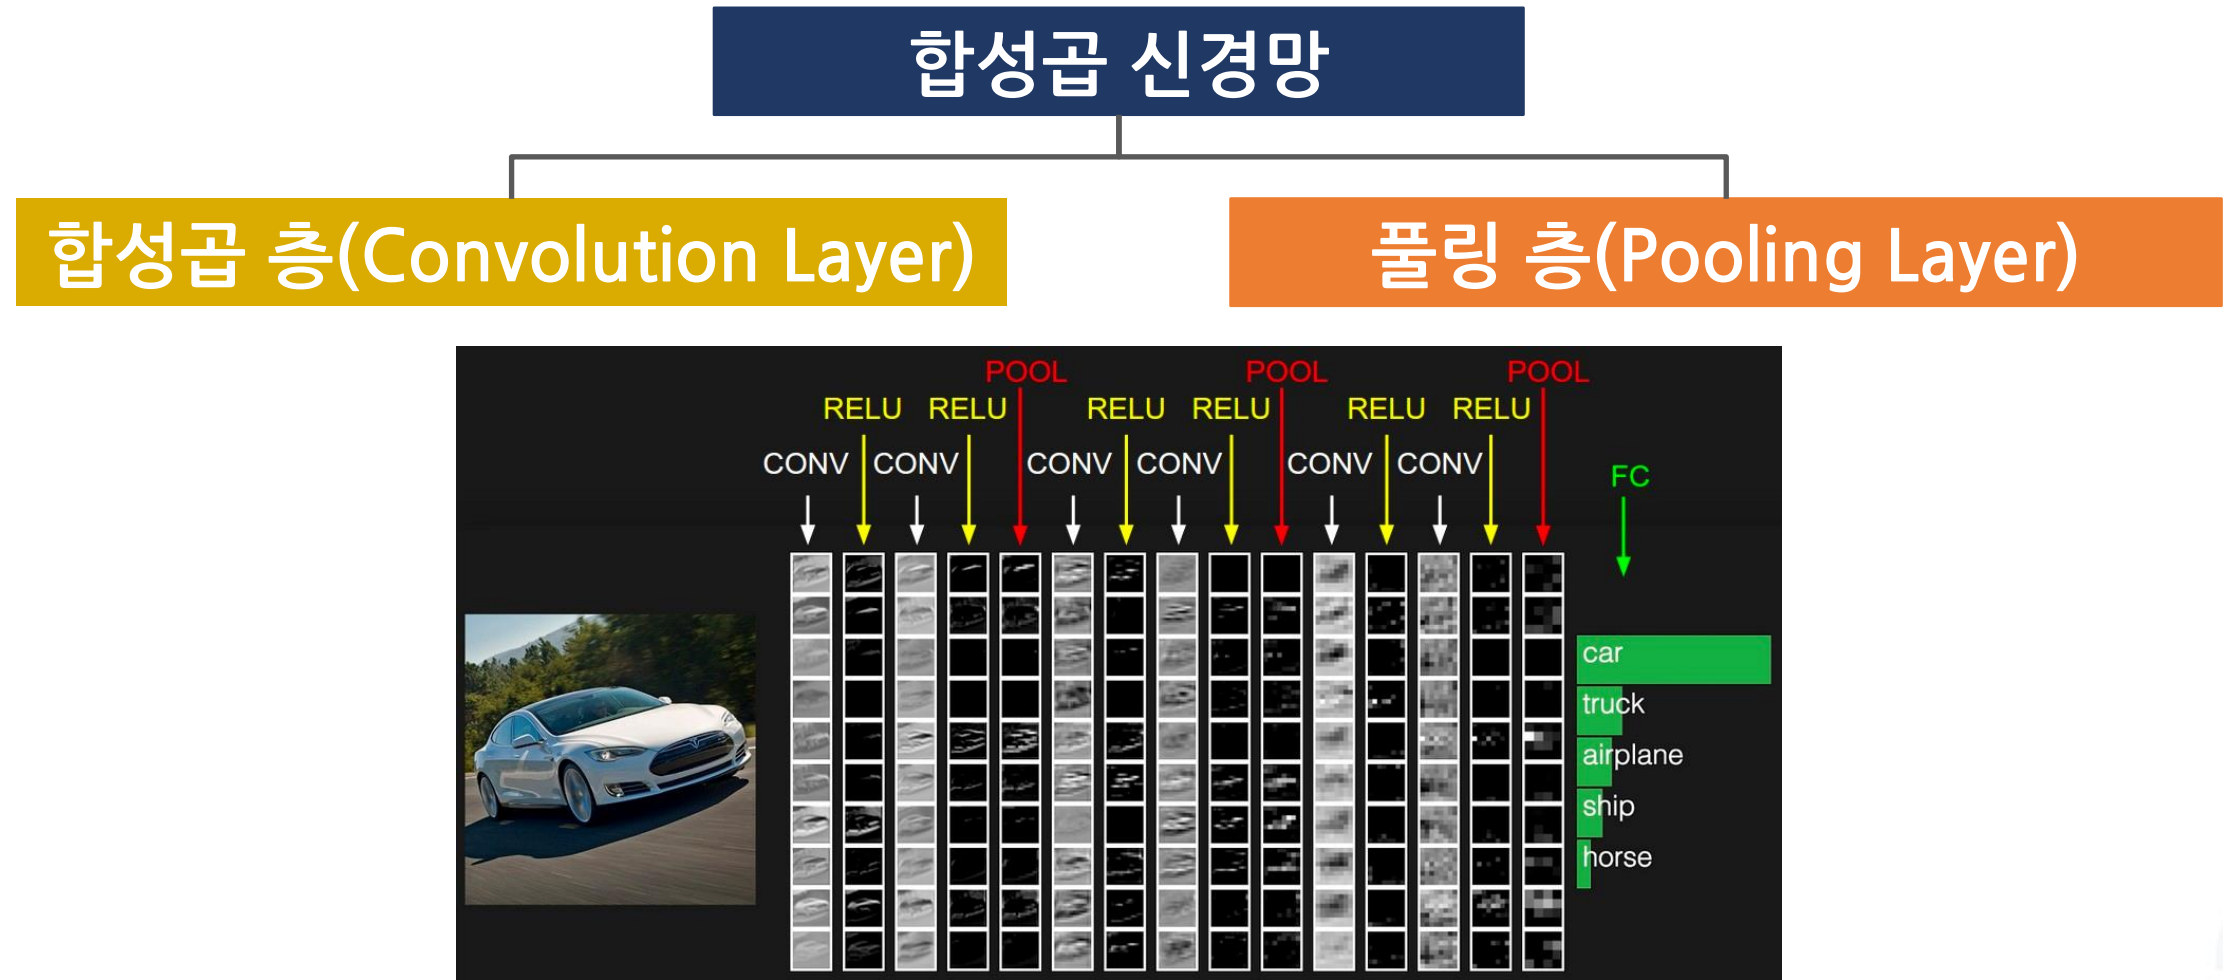 합성곱 신경망
합성곱 층(Convolution Layer)
풀링 층(Pooling Layer)
POOL POOL POOL
RELU RELU RELU RELU RELU RELU
CONV CONV CONV CONV CONV CONV
FC
car
truck
airplane
ship
horse